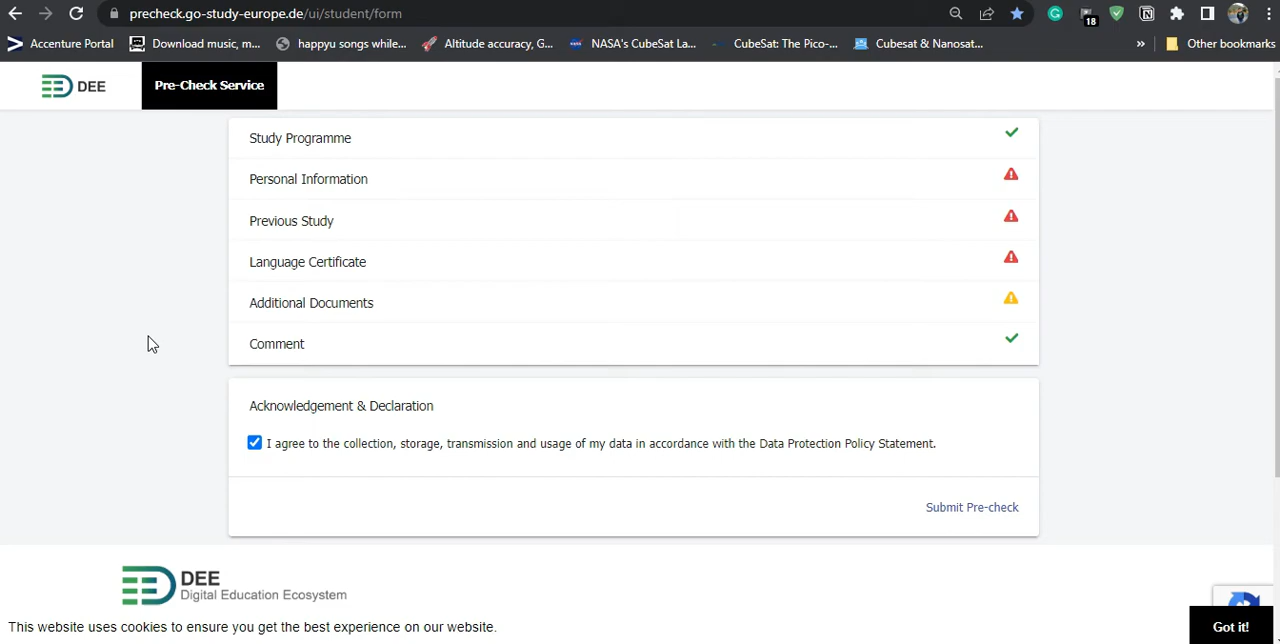 precheck.go-study-europe.de/ui/student/form
18
Accenture Portal
Download music, m...
happyu songs while...
Altitude accuracy, G...
NASA's CubeSat La...
CubeSat: The Pico-...
Cubesat & Nanosat...
»
Other bookmarks
DEE
Pre-Check Service
Study Programme
Personal Information
Previous Study
Language Certificate
Additional Documents
Comment
Acknowledgement & Declaration
I agree to the collection, storage, transmission and usage of my data in accordance with the Data Protection Policy Statement.
Submit Pre-check
DEE
Digital Education Ecosystem
This website uses cookies to ensure you get the best experience on our website.
Got it!